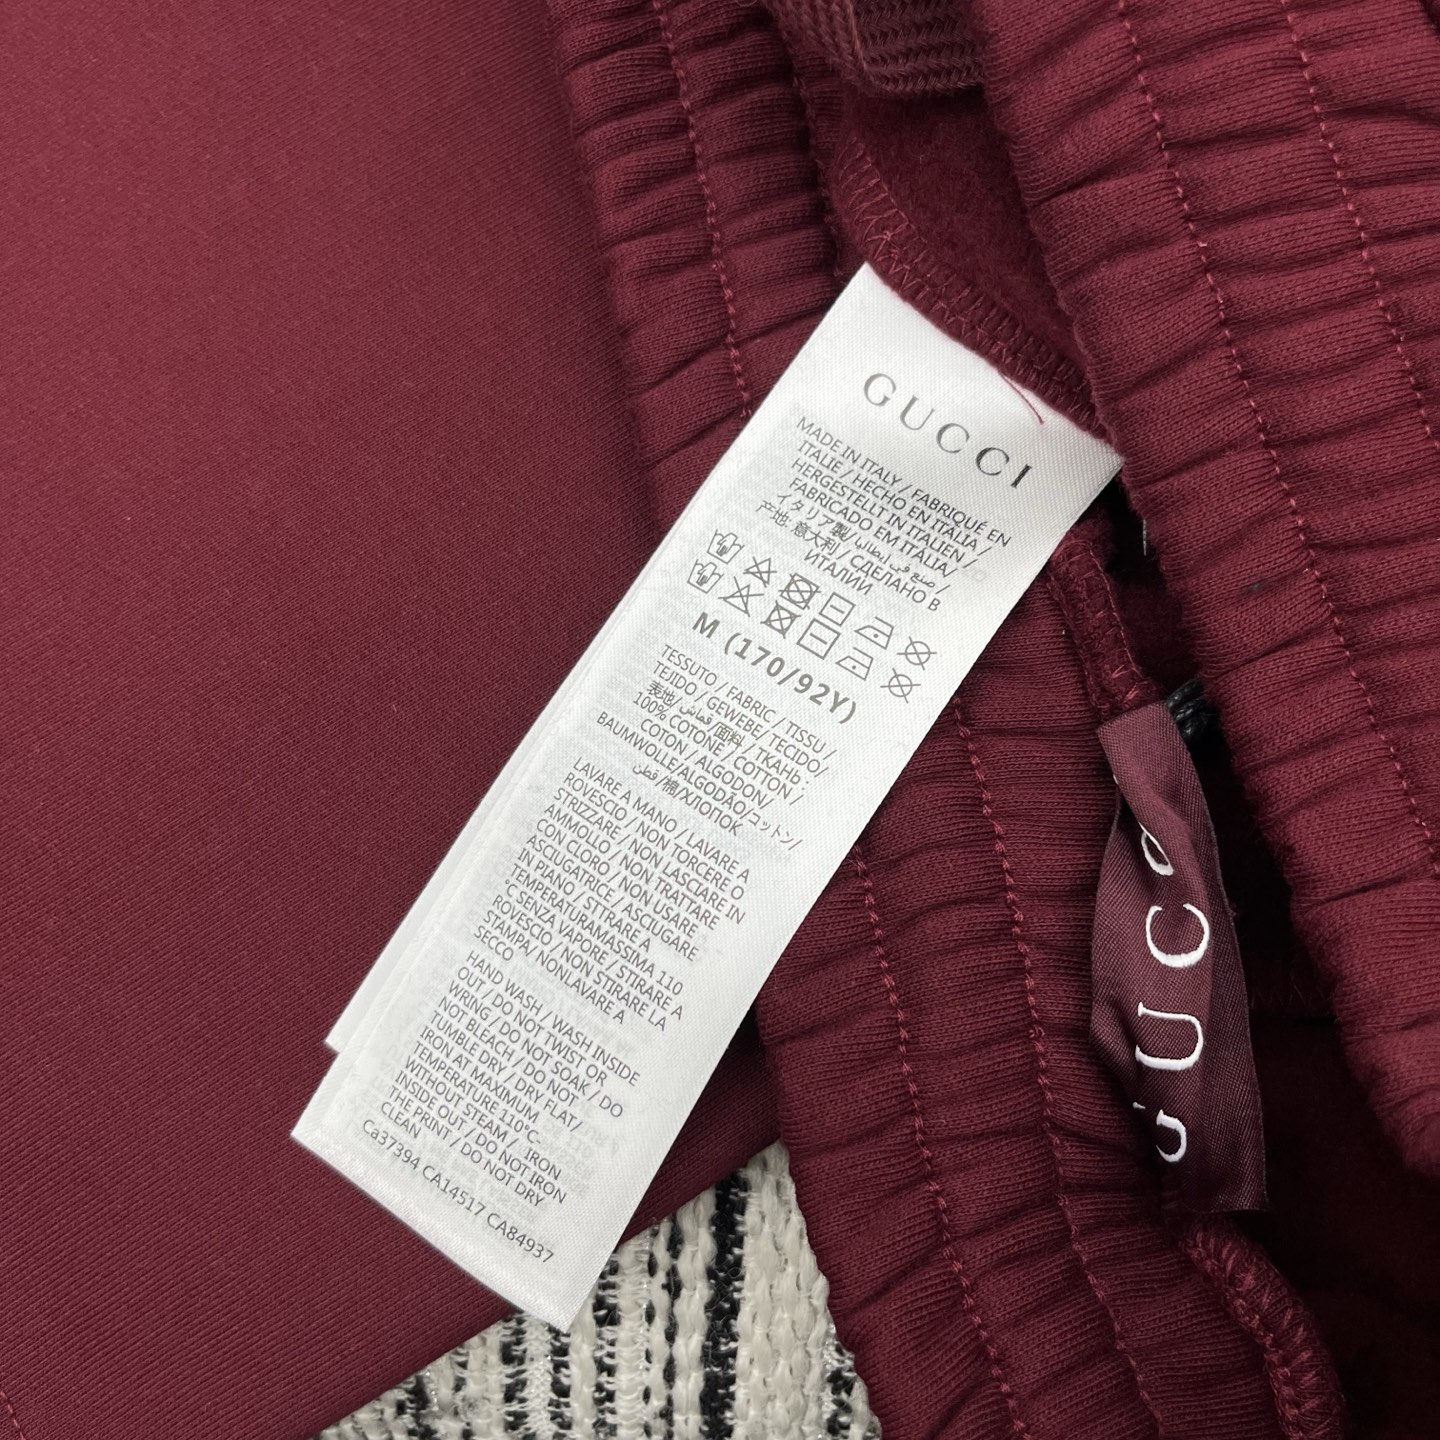 GUCCI
MADE IN ITALY / FABRIQUÉ EN
ITALIE / HECHO EN ITALIA /
HERGESTELLT IN ITALIEN /
FABRICADO EM ITALIA/
イタリア製/صنع في إيطاليا /
产地: 意大利 / СДЕЛАНО В
ИТАЛИИ
M (170/92Y)
TESSUTO / FABRIC / TISSU /
TEJIDO / GEWEBE / TECIDO/
表地/ قماش /面料 / ТКАНЬ :
100% COTONE / COTTON /
COTON / ALGODON/
BAUMWOLLE/ALGODÃO/コットン/
قطن /棉/ХЛОПОК
LAVARE A MANO / LAVARE A
ROVESCIO / NON TORCERE O
STRIZZARE / NON LASCIARE IN
AMMOLLO / NON TRATTARE
CON CLORO / NON USARE
ASCIUGATRICE / ASCIUGARE
IN PIANO / STIRARE A
TEMPERATURAMASSIMA 110
°C SENZA VAPORE / STIRARE A
ROVESCIO / NON STIRARE LA
STAMPA/ NONLAVARE A
SECCO
HAND WASH / WASH INSIDE
OUT / DO NOT TWIST OR
WRING / DO NOT SOAK / DO
NOT BLEACH / DO NOT
TUMBLE DRY / DRY FLAT/
IRON AT MAXIMUM
TEMPERATURE 110°C-
WITHOUT STEAM / IRON
INSIDE OUT / DO NOT IRON
THE PRINT / DO NOT DRY
CLEAN
Ca37394 CA14517 CA84937
GUCC